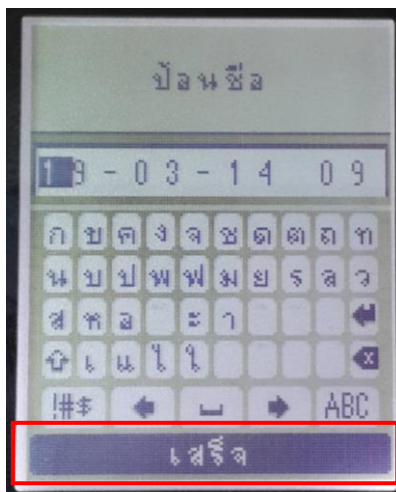 ป้อนชื่อ
19-03-14 09
ก ข ค ง จ ช ด ต ถ ท
น บ ป พ ฟ ม ย ร ล ว
ส ห อ ะ า
เ แ
!#$ ABC
เสร็จ